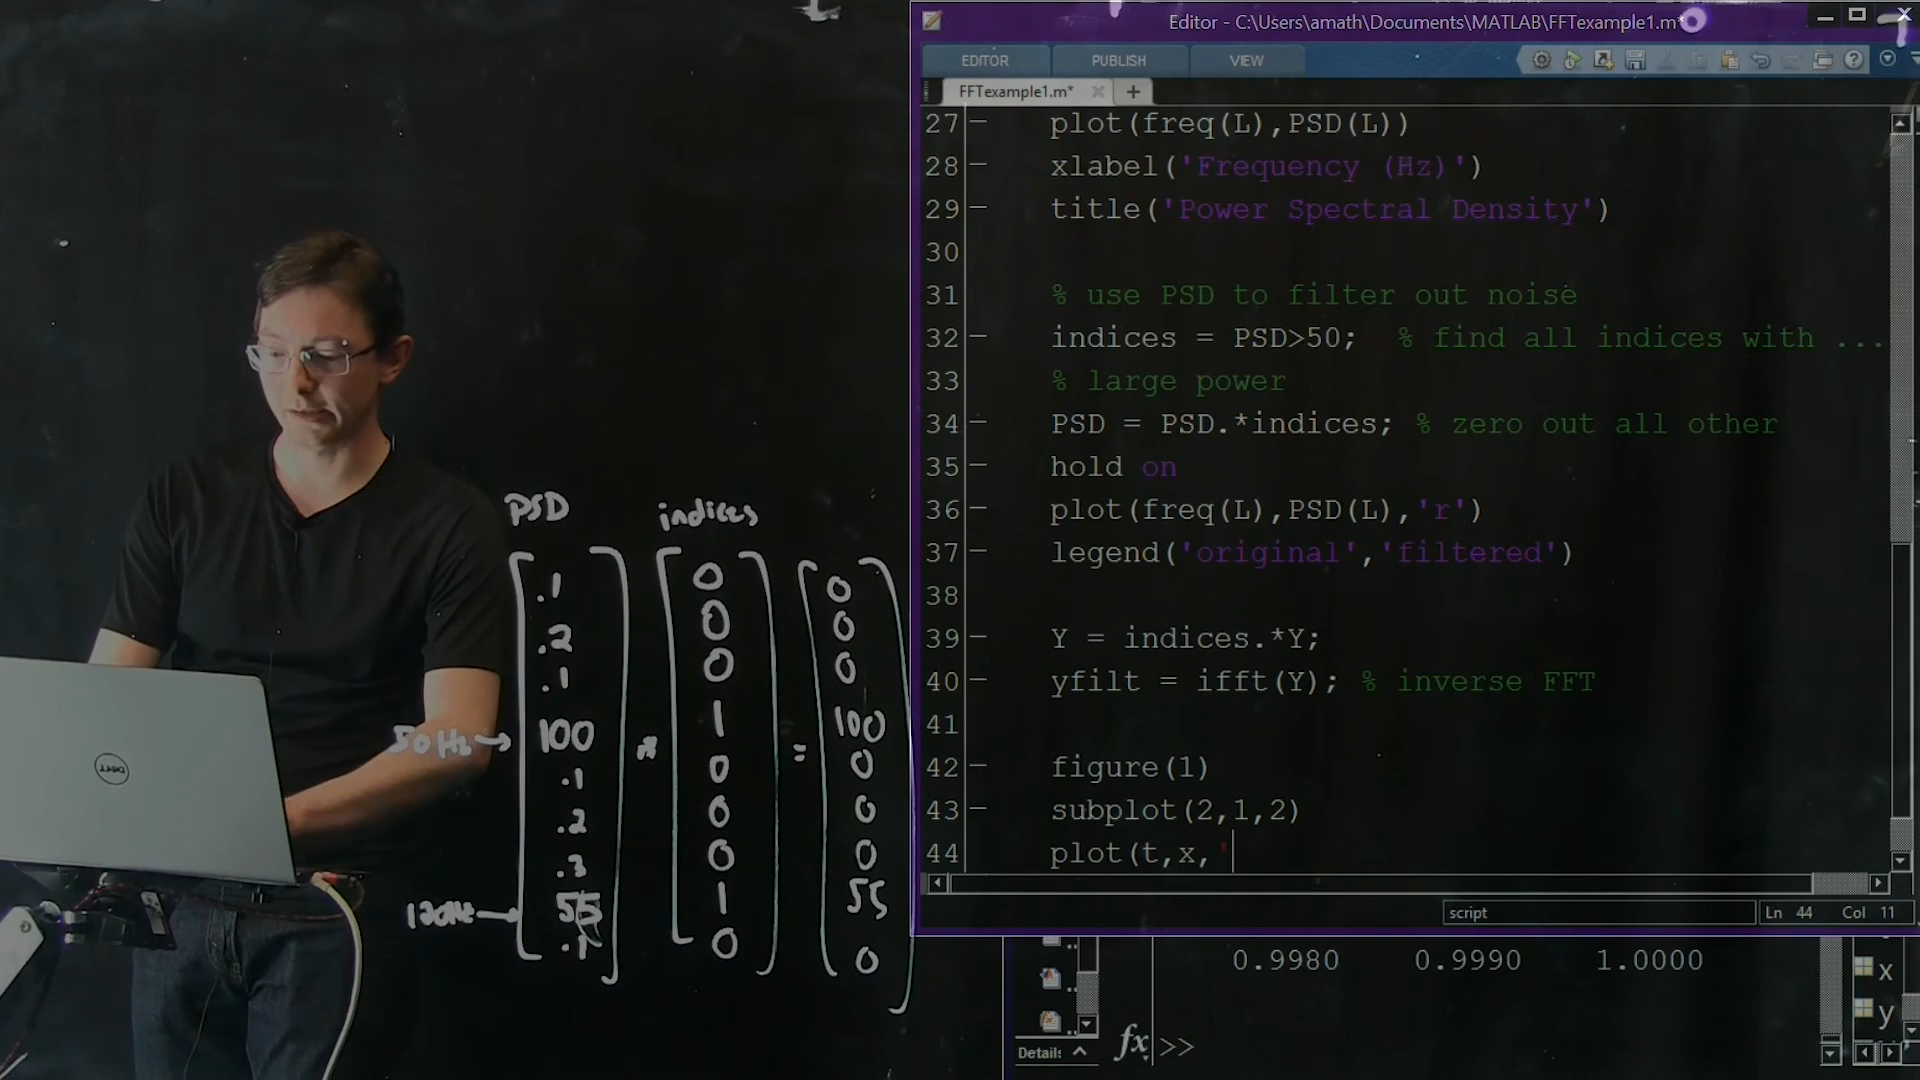 Editor - C:\Users\amath\Documents\MATLAB\FFTexample1.m*
EDITOR PUBLISH VIEW
FFTexample1.m*
27 plot(freq(L),PSD(L))
28 xlabel('Frequency (Hz)')
29 title('Power Spectral Density')
30
31 % use PSD to filter out noise
32 indices = PSD>50; % find all indices with ...
33 % large power
34 PSD = PSD.*indices; % zero out all other
35 hold on
36 plot(freq(L),PSD(L),'r')
37 legend('original','filtered')
38
39 Y = indices.*Y;
40 yfilt = ifft(Y); % inverse FFT
41
42 figure(1)
43 subplot(2,1,2)
44 plot(t,x,'
script Ln 44 Col 11
0.9980 0.9990 1.0000
x
y
Details
fx >>
DELL
PSD indices
.1 0 0
.2 0 0
.1 0 0
50 Hz → 100 .* 1 = 100
.1 0 0
.2 0 0
.3 0 0
120Hz → 55 1 55
.1 0 0